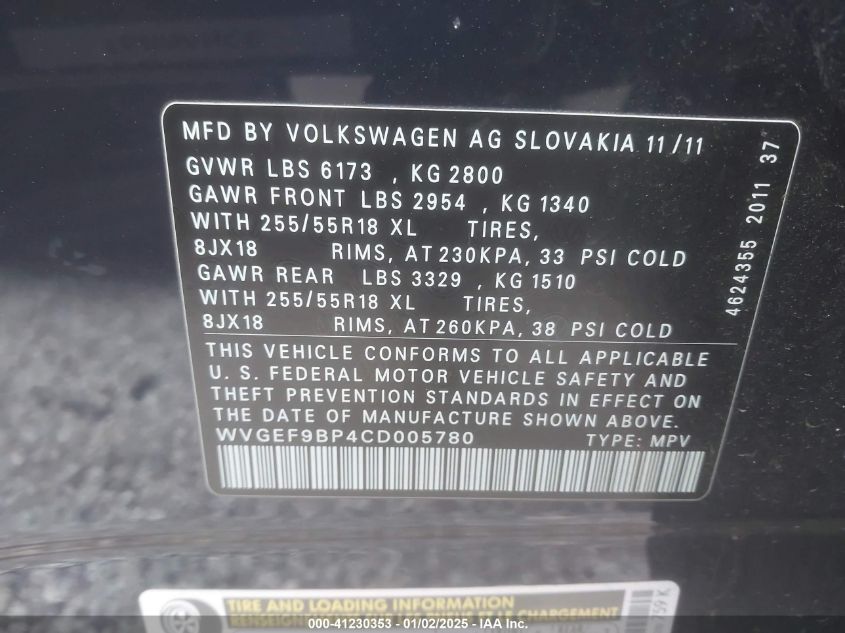 MFD BY VOLKSWAGEN AG SLOVAKIA 11/11
GVWR LBS 6173 , KG 2800
GAWR FRONT LBS 2954 , KG 1340
WITH 255/55R18 XL TIRES,
8JX18 RIMS, AT 230KPA, 33 PSI COLD
GAWR REAR LBS 3329 , KG 1510
WITH 255/55R18 XL TIRES,
8JX18 RIMS, AT 260KPA, 38 PSI COLD
THIS VEHICLE CONFORMS TO ALL APPLICABLE
U. S. FEDERAL MOTOR VEHICLE SAFETY AND
THEFT PREVENTION STANDARDS IN EFFECT ON
THE DATE OF MANUFACTURE SHOWN ABOVE.
WVGEF9BP4CD005780 TYPE: MPV
4624355 2011 37
TIRE AND LOADING INFORMATION
59 K
000-41230353 - 01/02/2025 - IAA Inc.